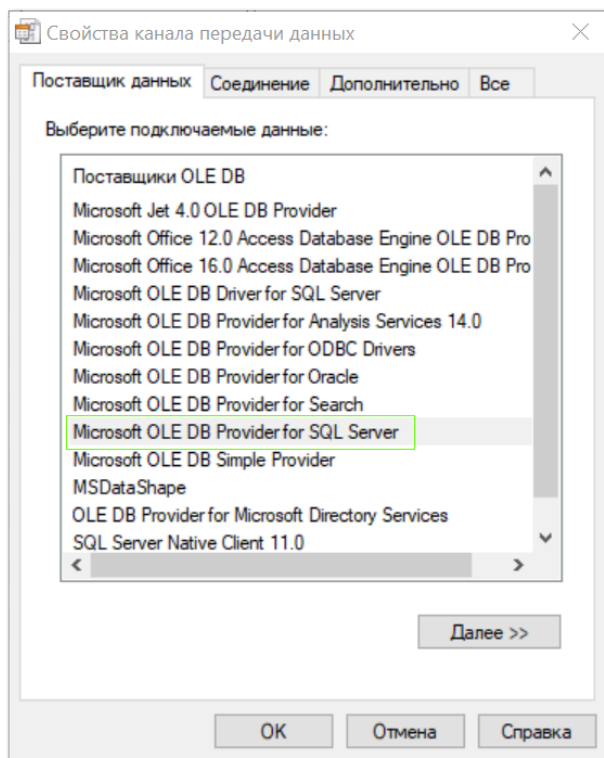 Свойства канала передачи данных
Поставщик данных Соединение Дополнительно Все
Выберите подключаемые данные:
Поставщики OLE DB
Microsoft Jet 4.0 OLE DB Provider
Microsoft Office 12.0 Access Database Engine OLE DB Pro
Microsoft Office 16.0 Access Database Engine OLE DB Pro
Microsoft OLE DB Driver for SQL Server
Microsoft OLE DB Provider for Analysis Services 14.0
Microsoft OLE DB Provider for ODBC Drivers
Microsoft OLE DB Provider for Oracle
Microsoft OLE DB Provider for Search
Microsoft OLE DB Provider for SQL Server
Microsoft OLE DB Simple Provider
MSDataShape
OLE DB Provider for Microsoft Directory Services
SQL Server Native Client 11.0
Далее >>
OK Отмена Справка